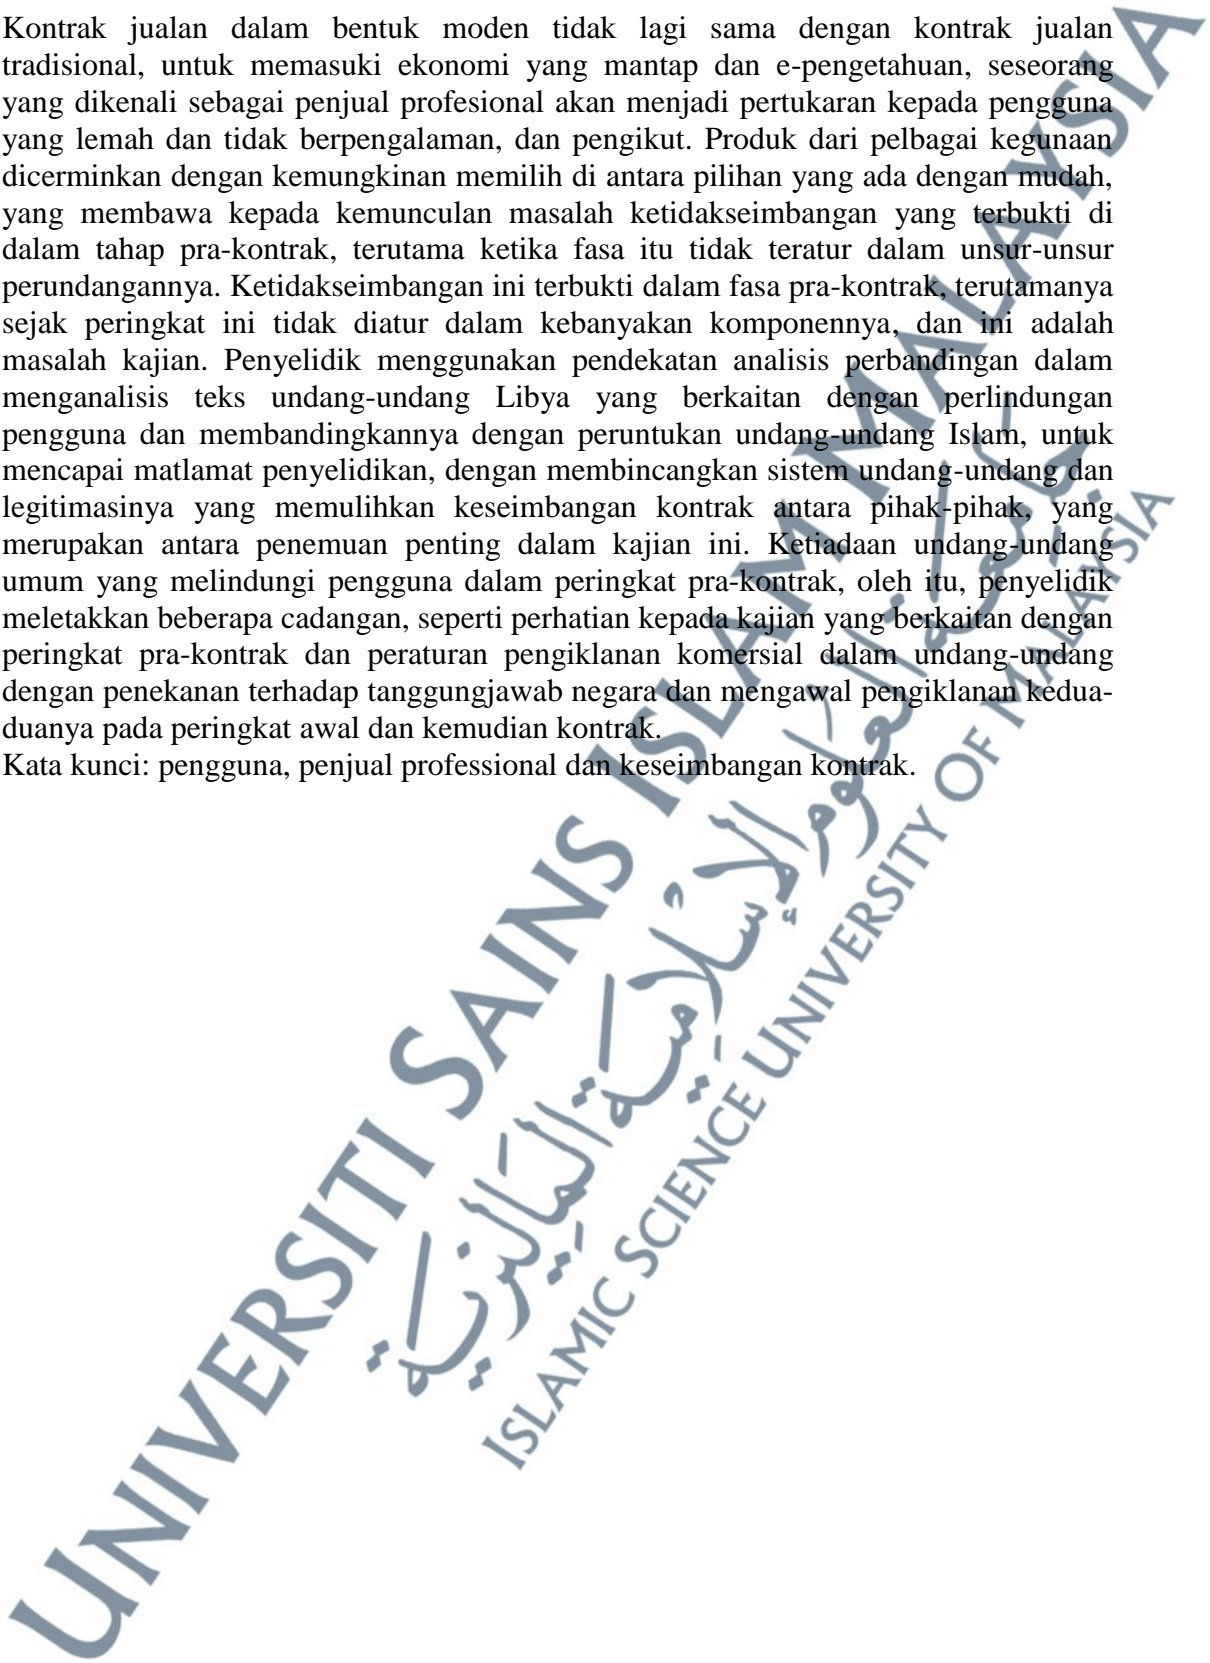 Kontrak jualan dalam bentuk moden tidak lagi sama dengan kontrak jualan
tradisional, untuk memasuki ekonomi yang mantap dan e-pengetahuan, seseorang
yang dikenali sebagai penjual profesional akan menjadi pertukaran kepada pengguna
yang lemah dan tidak berpengalaman, dan pengikut. Produk dari pelbagai kegunaan
dicerminkan dengan kemungkinan memilih di antara pilihan yang ada dengan mudah,
yang membawa kepada kemunculan masalah ketidakseimbangan yang terbukti di
dalam tahap pra-kontrak, terutama ketika fasa itu tidak teratur dalam unsur-unsur
perundangannya. Ketidakseimbangan ini terbukti dalam fasa pra-kontrak, terutamanya
sejak peringkat ini tidak diatur dalam kebanyakan komponennya, dan ini adalah
masalah kajian. Penyelidik menggunakan pendekatan analisis perbandingan dalam
menganalisis teks undang-undang Libya yang berkaitan dengan perlindungan
pengguna dan membandingkannya dengan peruntukan undang-undang Islam, untuk
mencapai matlamat penyelidikan, dengan membincangkan sistem undang-undang dan
legitimasinya yang memulihkan keseimbangan kontrak antara pihak-pihak, yang
merupakan antara penemuan penting dalam kajian ini. Ketiadaan undang-undang
umum yang melindungi pengguna dalam peringkat pra-kontrak, oleh itu, penyelidik
meletakkan beberapa cadangan, seperti perhatian kepada kajian yang berkaitan dengan
peringkat pra-kontrak dan peraturan pengiklanan komersial dalam undang-undang
dengan penekanan terhadap tanggungjawab negara dan mengawal pengiklanan kedua-
duanya pada peringkat awal dan kemudian kontrak.
Kata kunci: pengguna, penjual professional dan keseimbangan kontrak.
UNIVERSITI SAINS ISLAM MALAYSIA
جامعة العلوم الإسلامية الماليزية
ISLAMIC SCIENCE UNIVERSITY OF MALAYSIA